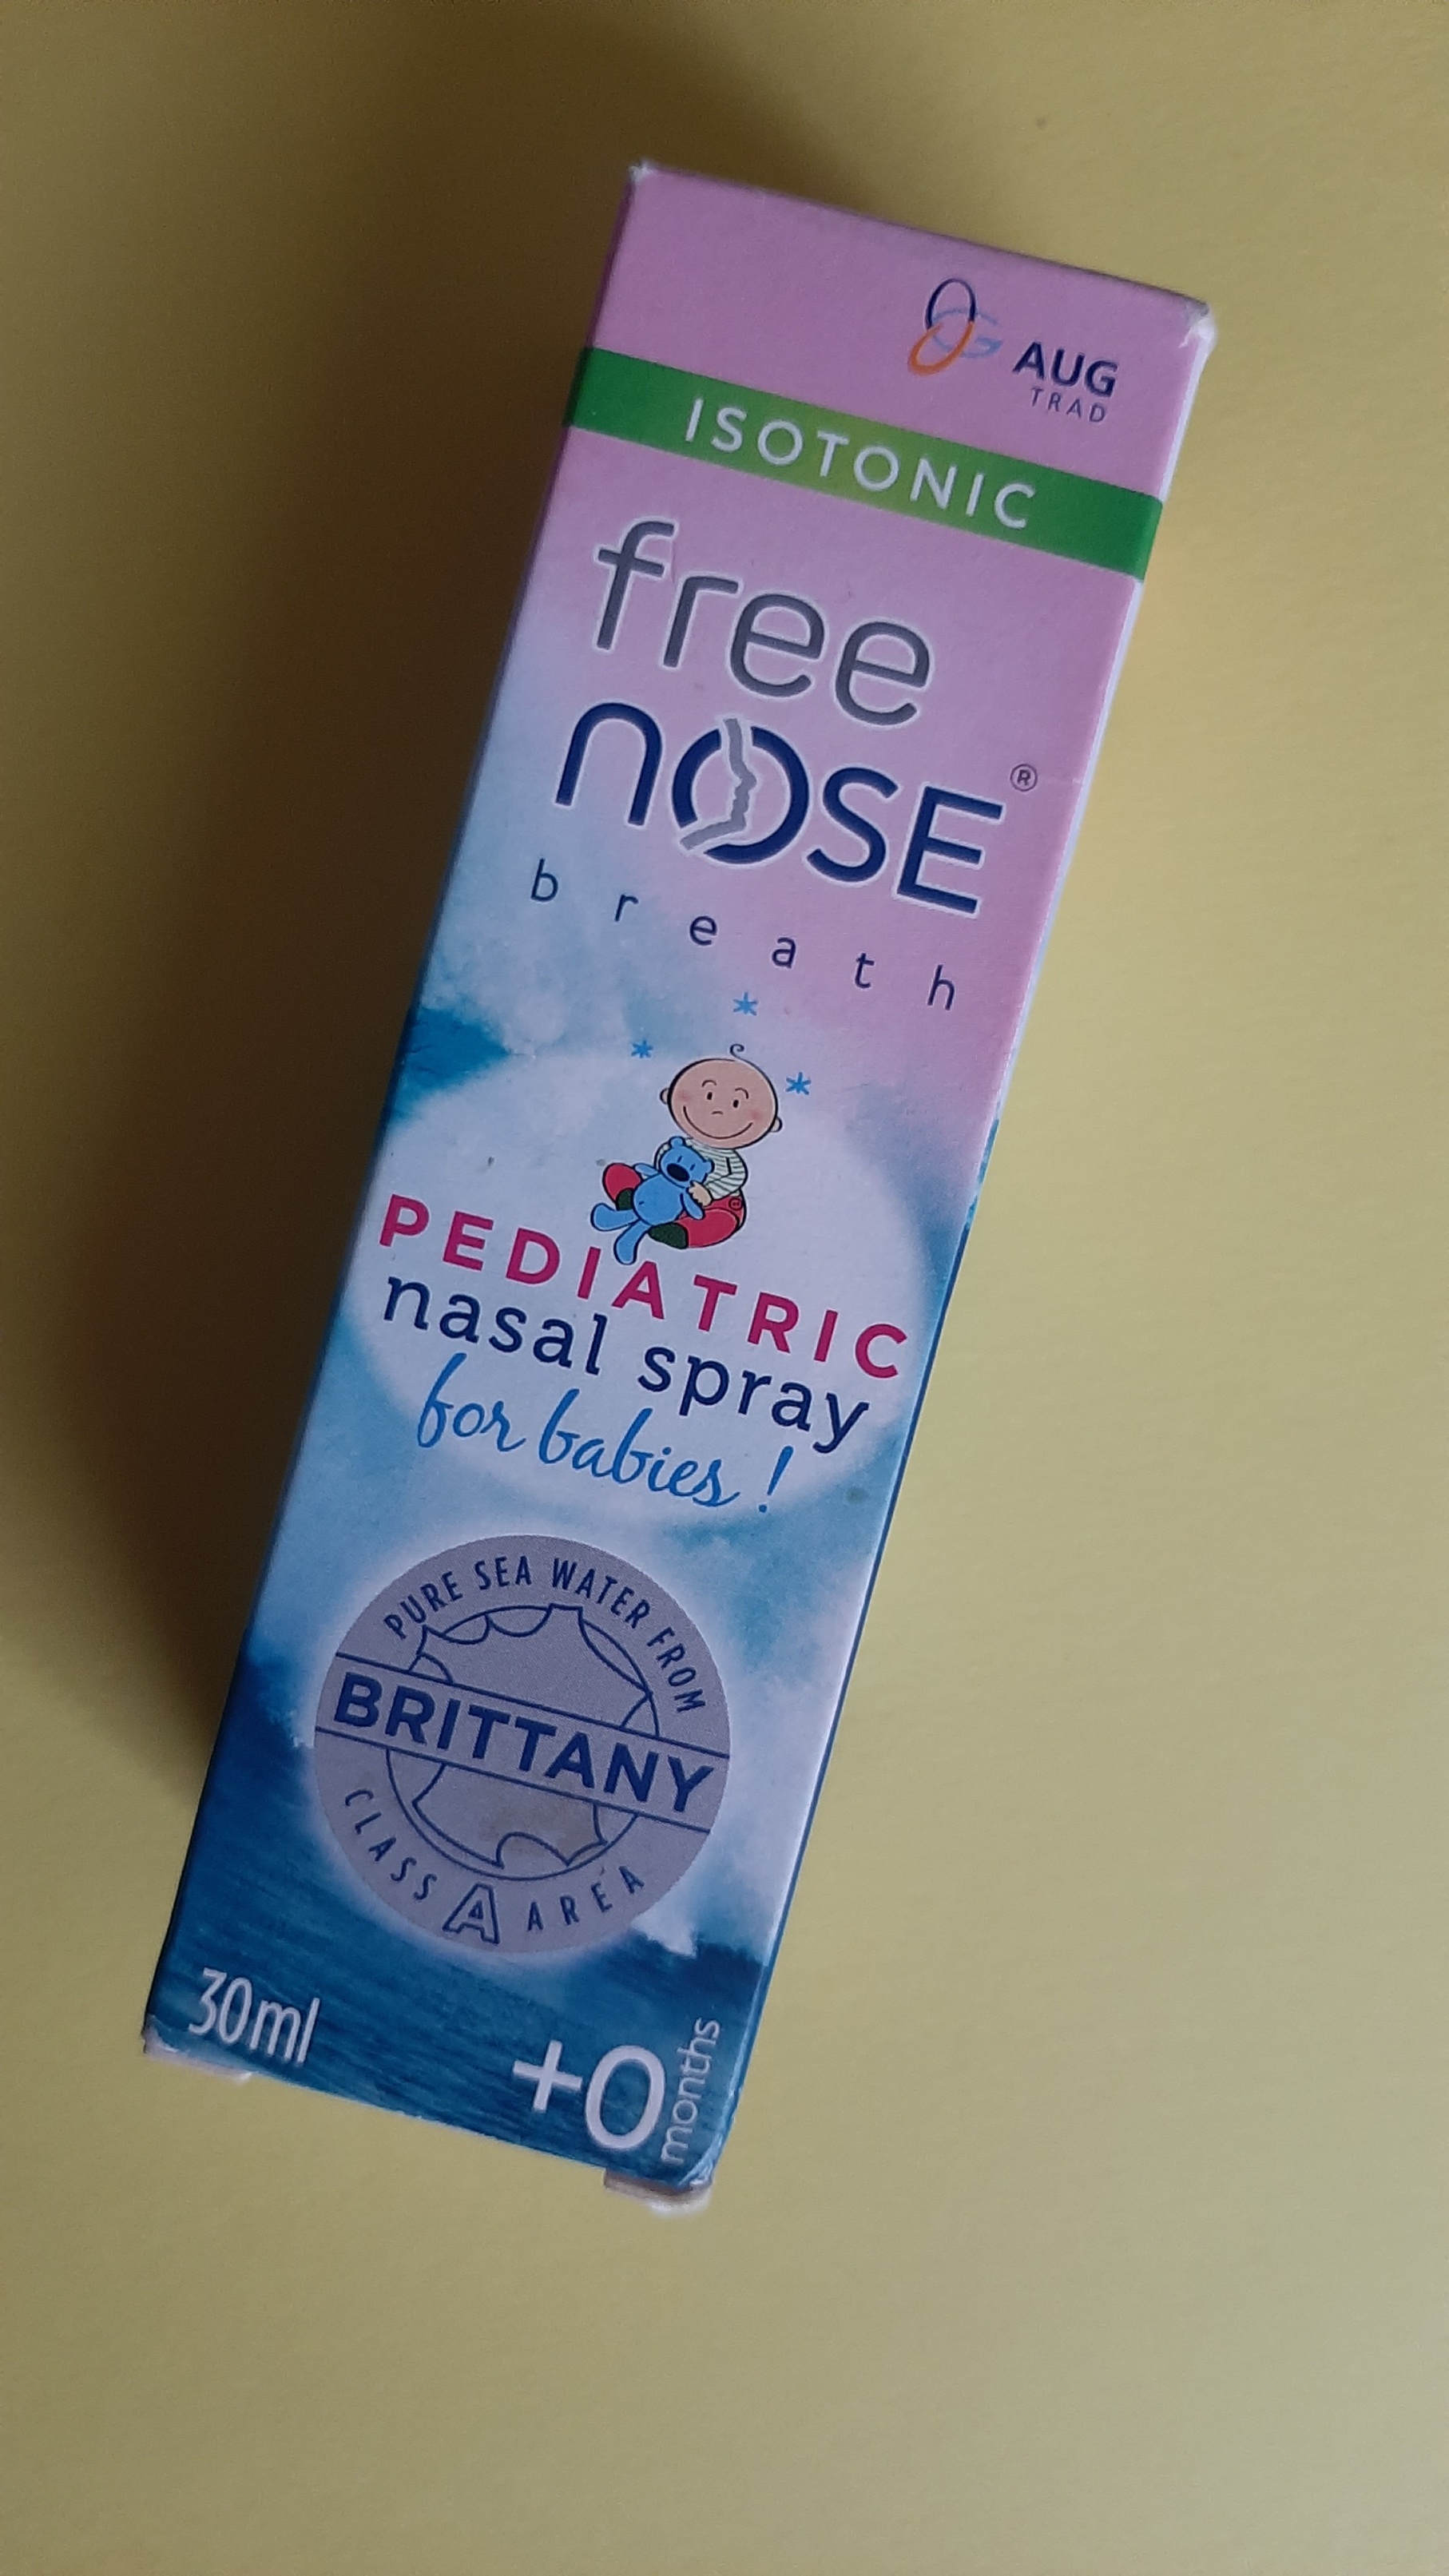 AUG
TRAD
ISOTONIC
free
nOSE®
breath
PEDIATRIC
nasal spray
for babies!
PURE SEA WATER FROM
BRITTANY
CLASS A AREA
30ml
+0 months